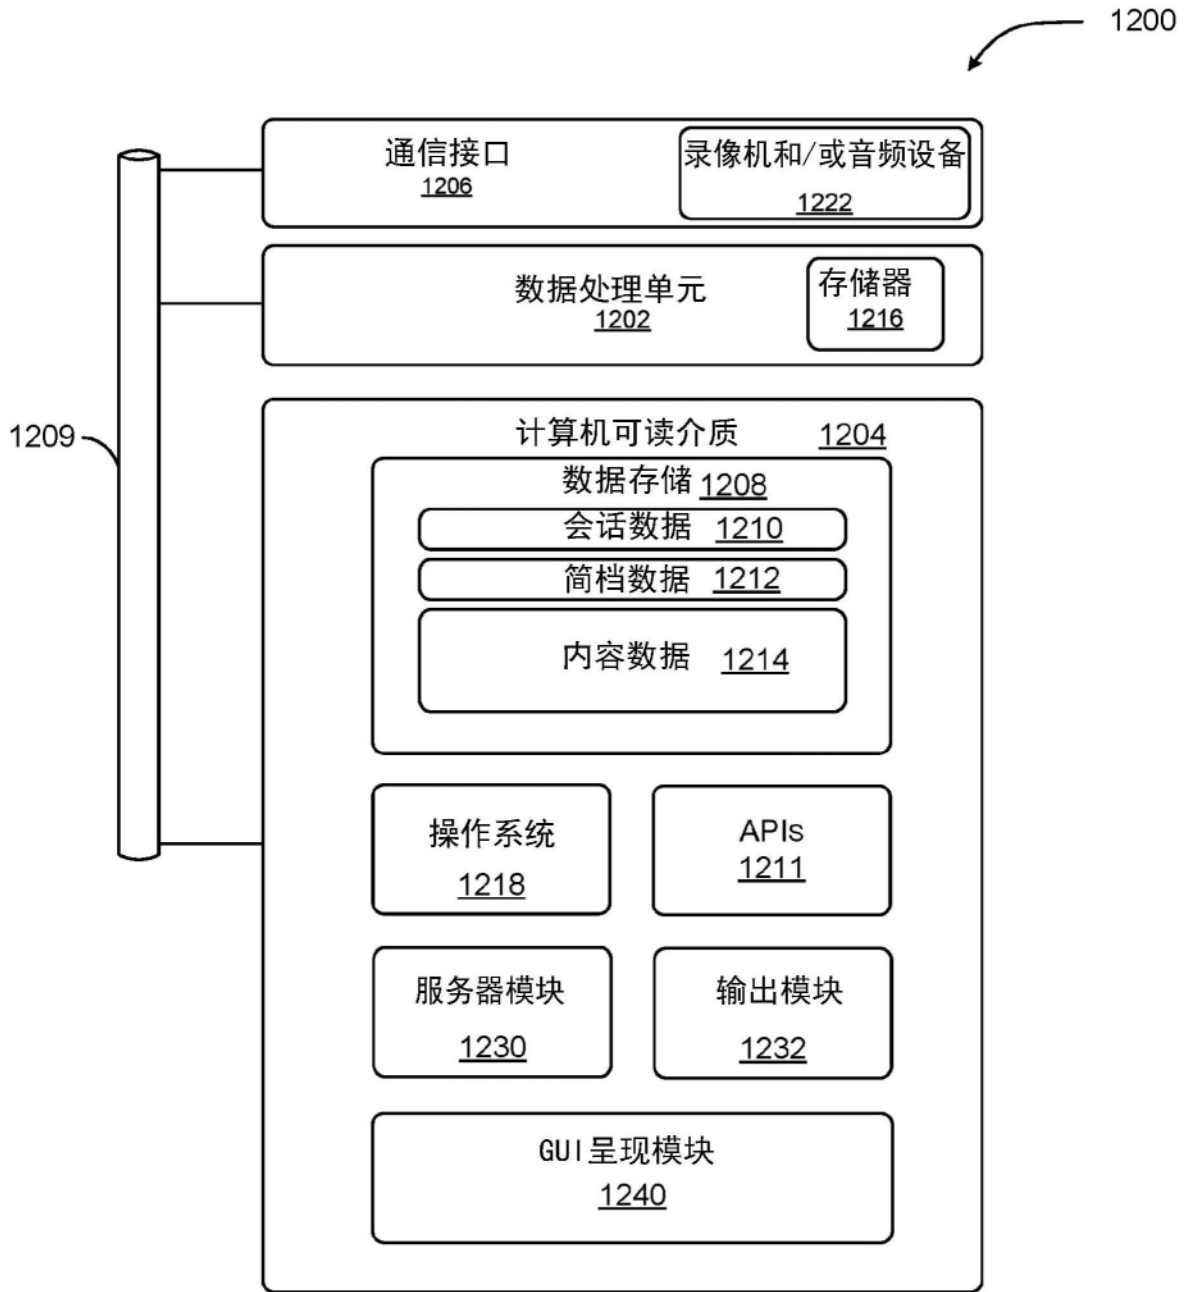 1200
通信接口
1206
录像机和/或音频设备
1222
数据处理单元
1202
存储器
1216
1209
计算机可读介质 1204
数据存储 1208
会话数据 1210
简档数据 1212
内容数据 1214
操作系统
1218
APIs
1211
服务器模块
1230
输出模块
1232
GUI呈现模块
1240